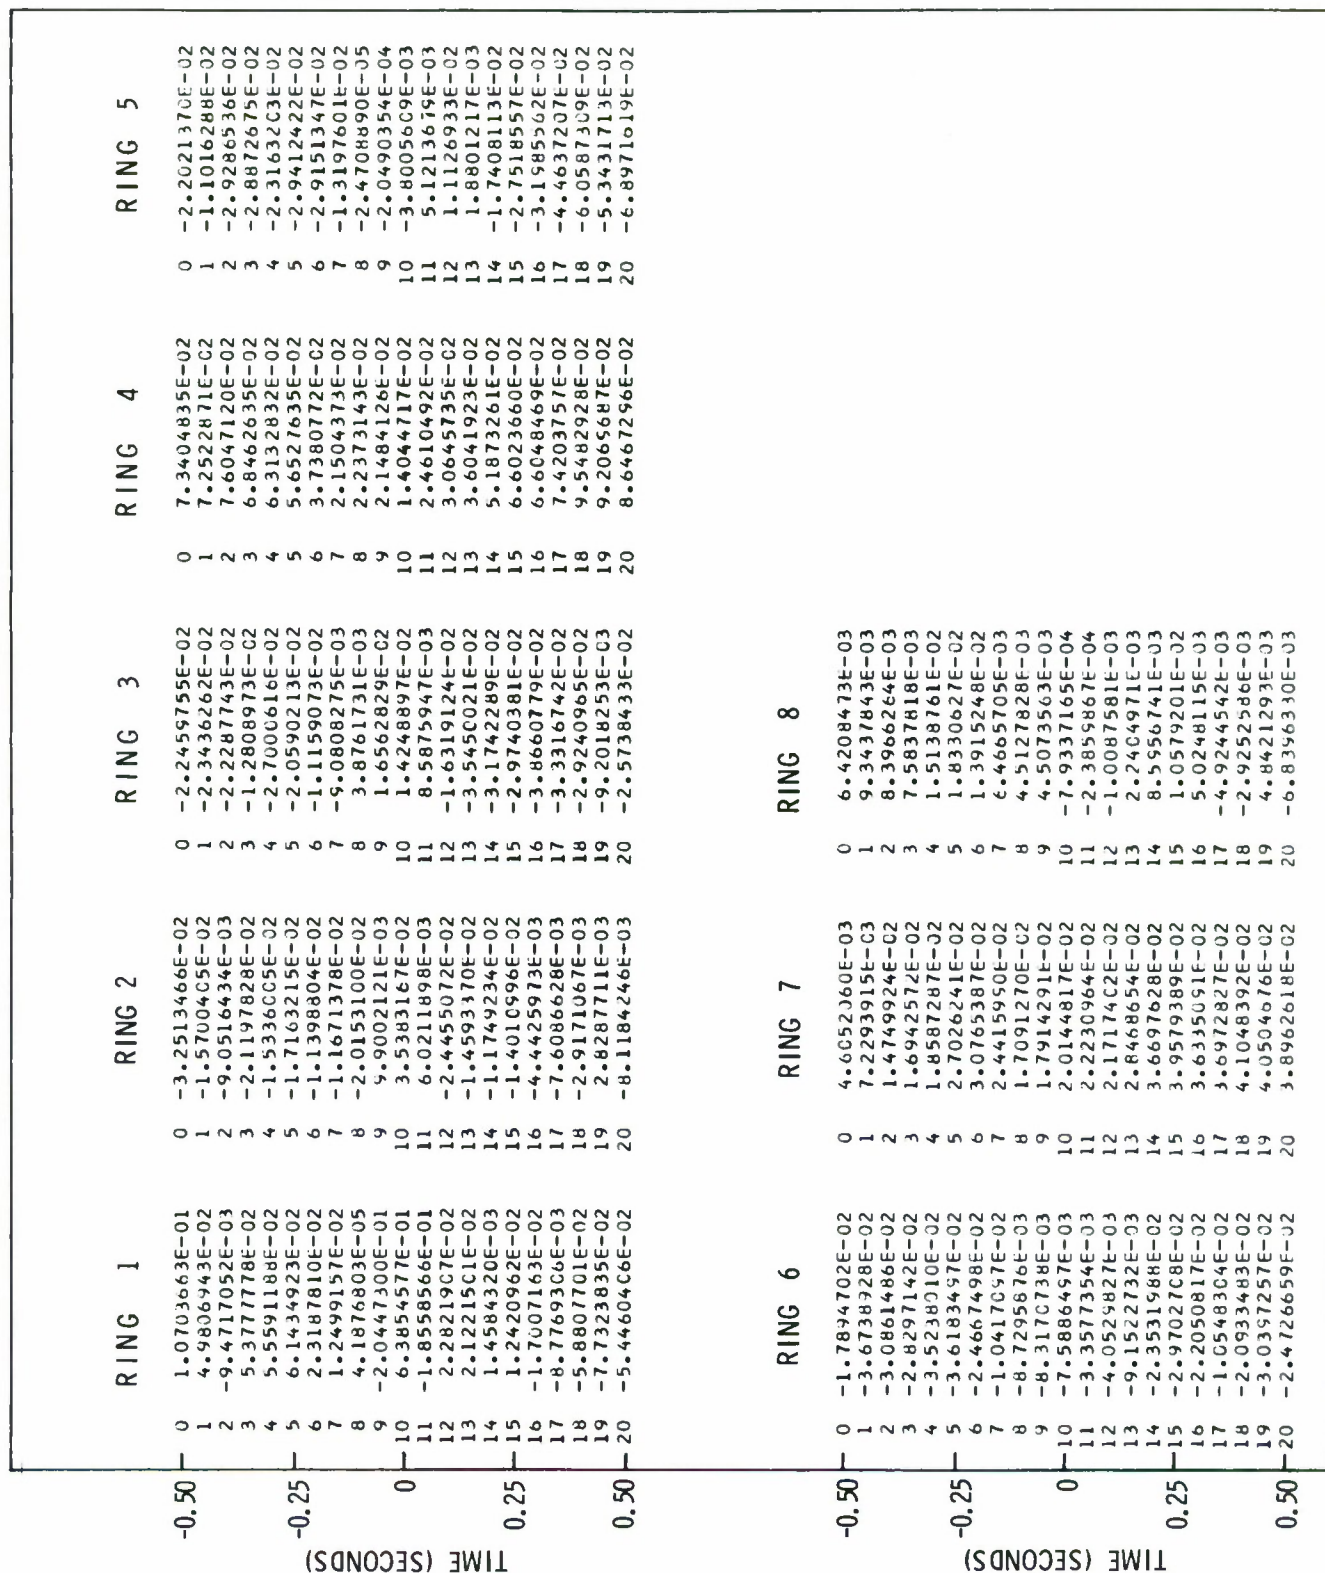 RING 1 RING 2 RING 3 RING 4 RING 5
-0.50 0 1.0703663E-01 0 -3.2513466E-02 0 -2.2459755E-02 0 7.3404835E-02 0 -2.2021370E-02
1 4.9806943E-02 1 -1.5700405E-02 1 -2.3436262E-02 1 7.2522871E-02 1 -1.1016288E-02
2 -9.4717052E-03 2 -9.0516434E-03 2 -2.2287743E-02 2 7.6047120E-02 2 -2.9286536E-02
3 5.3777778E-02 3 -2.1197828E-02 3 -1.2808973E-02 3 6.8462635E-02 3 -2.8872675E-02
4 5.5591188E-02 4 -1.5336005E-02 4 -2.7000616E-02 4 6.3132832E-02 4 -2.3163203E-02
-0.25 5 6.1434923E-02 5 -1.7163215E-02 5 -2.0590213E-02 5 5.6527635E-02 5 -2.9412422E-02
6 2.3187810E-02 6 -1.1398804E-02 6 -1.1159073E-02 6 3.7380772E-02 6 -2.9151347E-02
7 1.2499157E-02 7 -1.1671378E-02 7 -9.0808275E-03 7 2.1504373E-02 7 -1.3197601E-02
8 4.1876803E-05 8 -2.0153100E-02 8 3.8761731E-03 8 2.2373143E-02 8 -2.4708890E-05
9 -2.0447300E-01 9 9.9002121E-03 9 1.6562829E-02 9 2.1484126E-02 9 -2.0490354E-04
0 10 6.3854577E-01 10 3.5383167E-02 10 1.4248897E-02 10 1.4044717E-02 10 -3.8005609E-03
11 -1.8558566E-01 11 6.0211898E-03 11 8.5875947E-03 11 2.4610492E-02 11 5.1213679E-03
12 2.2821907E-02 12 -2.4455072E-02 12 -1.6319124E-02 12 3.0645735E-02 12 1.1126933E-02
13 2.1221501E-02 13 -1.4593370E-02 13 -3.5450021E-02 13 3.6041923E-02 13 1.8801217E-03
14 1.4584320E-03 14 -1.1749234E-02 14 -3.1742289E-02 14 5.1873261E-02 14 -1.7408113E-02
0.25 15 1.2420962E-02 15 -1.4010996E-02 15 -2.9740381E-02 15 6.6023660E-02 15 -2.7518557E-02
16 -1.7007163E-02 16 -4.4425973E-03 16 -3.8660779E-02 16 6.6048469E-02 16 -3.1985562E-02
17 -8.7769306E-03 17 -7.6086628E-03 17 -3.3316742E-02 17 7.4203757E-02 17 -4.4637207E-02
18 -5.8807701E-02 18 -2.9171067E-03 18 -2.9240965E-02 18 9.5482928E-02 18 -6.0587309E-02
19 -7.7323835E-02 19 2.8287711E-03 19 -9.2018253E-03 19 9.2069687E-02 19 -5.3431713E-02
0.50 20 -5.4460406E-02 20 -8.1184246E-03 20 -2.5738433E-02 20 8.6467296E-02 20 -6.8971619E-02
TIME (SECONDS)
RING 6 RING 7 RING 8
-0.50 0 -1.7894702E-02 0 4.6052060E-03 0 6.4208473E-03
1 -3.6738928E-02 1 7.2293915E-03 1 9.3437843E-03
2 -3.0861486E-02 2 1.4749924E-02 2 8.3966264E-03
3 -2.8297142E-02 3 1.6942572E-02 3 7.5837818E-03
4 -3.5238010E-02 4 1.8587287E-02 4 1.5138761E-02
-0.25 5 -3.6183497E-02 5 2.7026241E-02 5 1.8330627E-02
6 -2.4667498E-02 6 3.0765387E-02 6 1.3915248E-02
7 -1.0417097E-02 7 2.4415990E-02 7 6.4665705E-03
8 -8.7295876E-03 8 1.7091270E-02 8 4.5127828E-03
9 -8.3170738E-03 9 1.7914291E-02 9 4.5073563E-03
0 10 -7.5886497E-03 10 2.0144817E-02 10 -7.9337165E-04
11 -3.3577354E-03 11 2.2230964E-02 11 -2.3859867E-04
12 -4.0529827E-03 12 2.1717402E-02 12 -1.0087581E-03
13 -9.1522732E-03 13 2.8468654E-02 13 2.2404971E-03
14 -2.3531988E-02 14 3.6697628E-02 14 8.5956741E-03
0.25 15 -2.9702708E-02 15 3.9579389E-02 15 1.0579201E-02
16 -2.2050817E-02 16 3.6335091E-02 16 5.0248115E-03
17 -1.0548304E-02 17 3.6972827E-02 17 -4.9244542E-03
18 -2.0933483E-02 18 4.1048392E-02 18 -2.9252586E-03
19 -3.0397257E-02 19 4.0504676E-02 19 4.8421293E-03
0.50 20 -2.4726659E-02 20 3.8962618E-02 20 -6.8396330E-03
TIME (SECONDS)